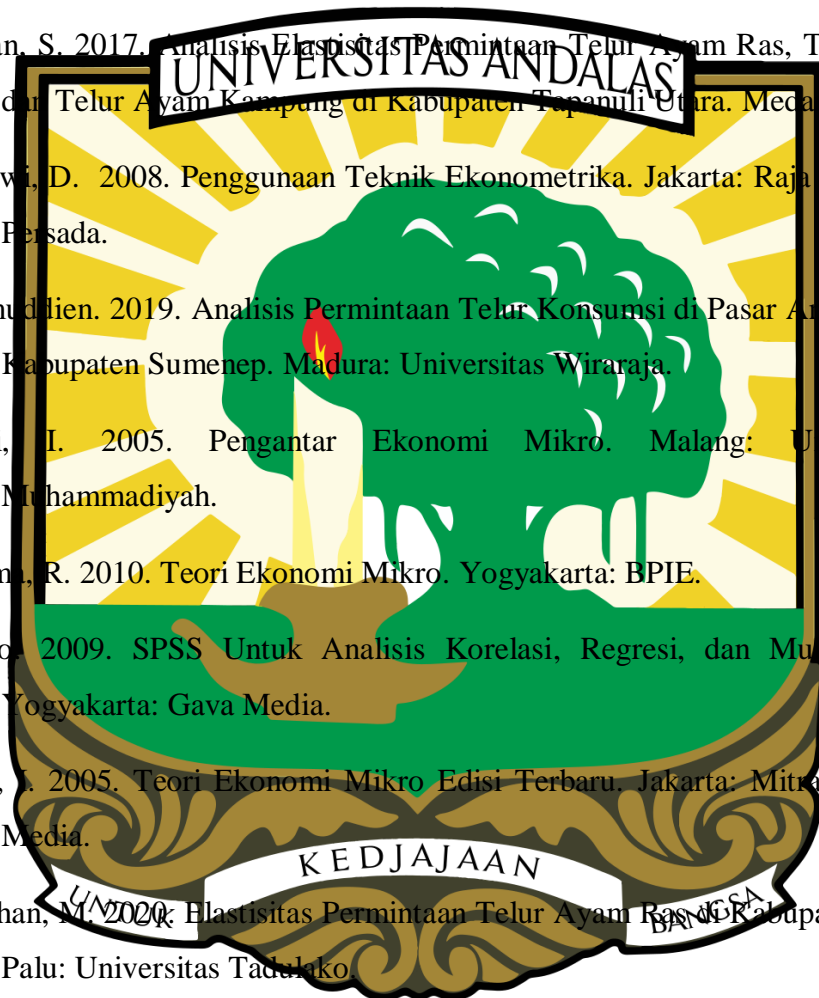 an, S. 2017. Analisis Elastisitas Permintaan Telur Ayam Ras, T
UNIVERSITAS ANDALAS
dan Telur Ayam Kampung di Kabupaten Tapanuli Utara. Meda
wi, D. 2008. Penggunaan Teknik Ekonometrika. Jakarta: Raja
Persada.
uddien. 2019. Analisis Permintaan Telur Konsumsi di Pasar An
Kabupaten Sumenep. Madura: Universitas Wiraraja.
I. 2005. Pengantar Ekonomi Mikro. Malang: U
Muhammadiyah.
ma, R. 2010. Teori Ekonomi Mikro. Yogyakarta: BPIE.
o. 2009. SPSS Untuk Analisis Korelasi, Regresi, dan Mu
Yogyakarta: Gava Media.
, I. 2005. Teori Ekonomi Mikro Edisi Terbaru. Jakarta: Mitra
Media.
KEDJAJAAN
UNTUK BANGSA
han, M. 2020. Elastisitas Permintaan Telur Ayam Ras di Kabupa
Palu: Universitas Tadulako.